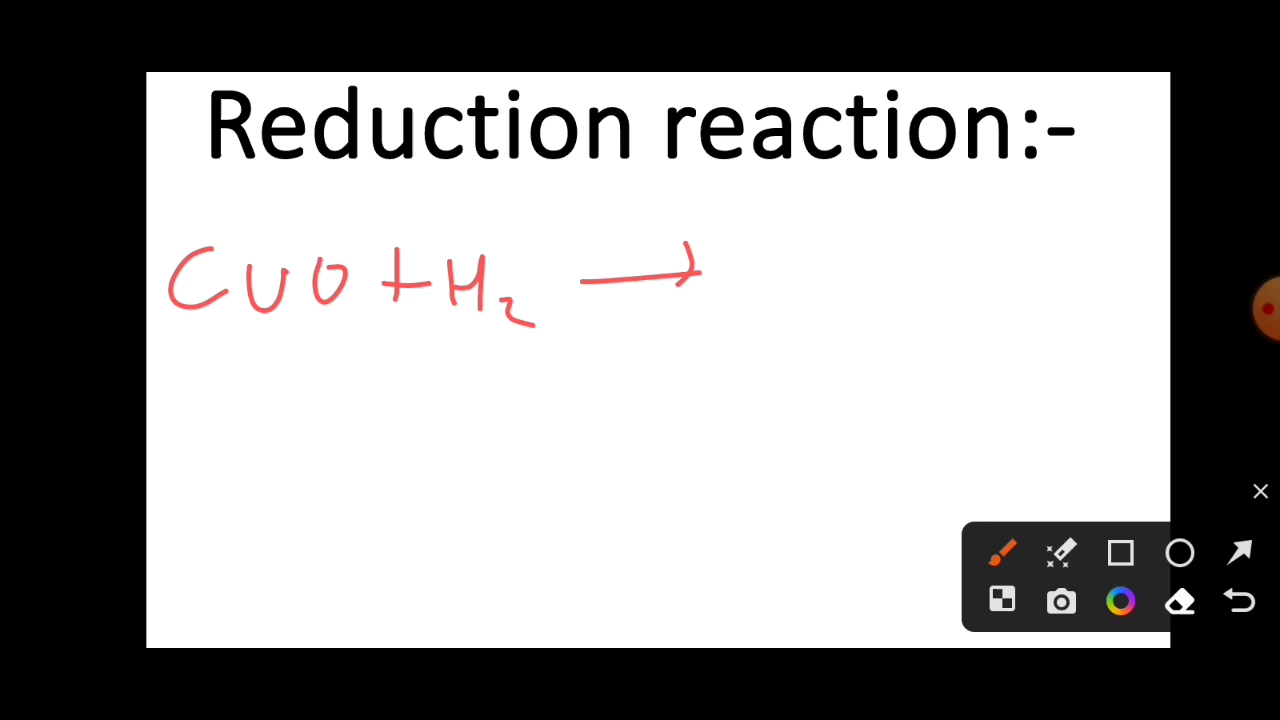 Reduction reaction:-
CuO + H₂ →